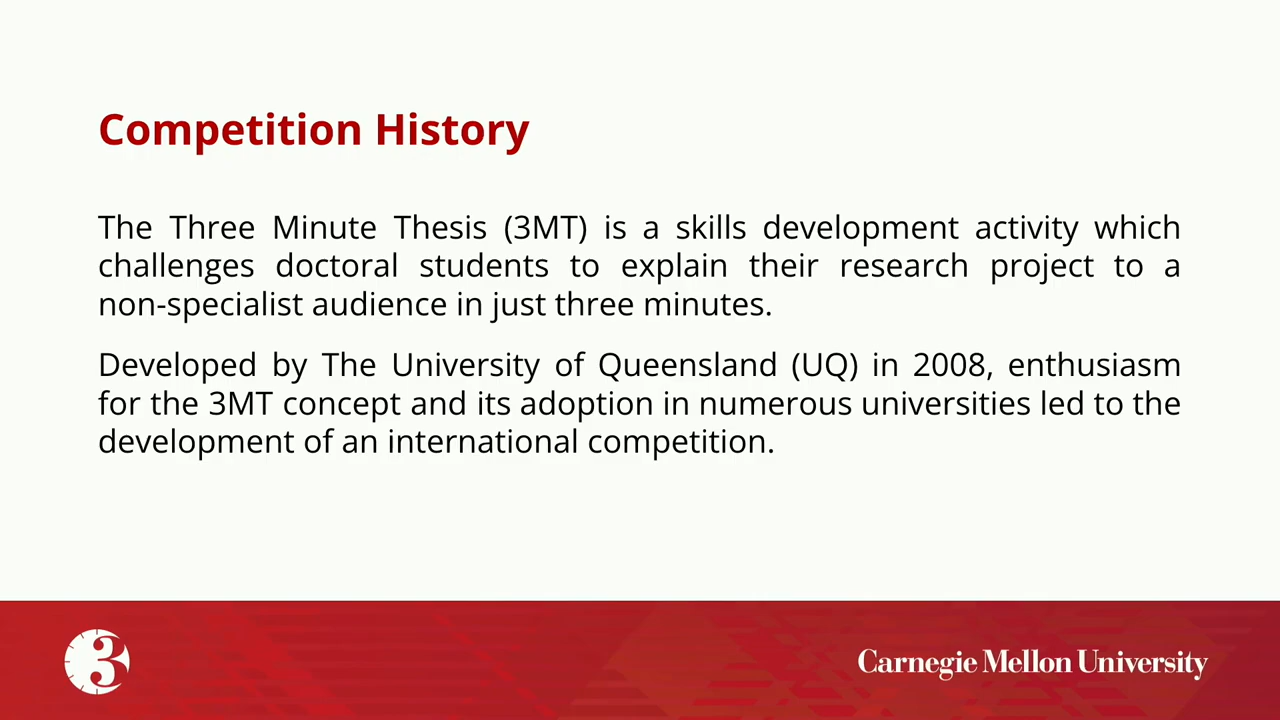 Competition History
The Three Minute Thesis (3MT) is a skills development activity which
challenges doctoral students to explain their research project to a
non-specialist audience in just three minutes.
Developed by The University of Queensland (UQ) in 2008, enthusiasm
for the 3MT concept and its adoption in numerous universities led to the
development of an international competition.
3
Carnegie Mellon University